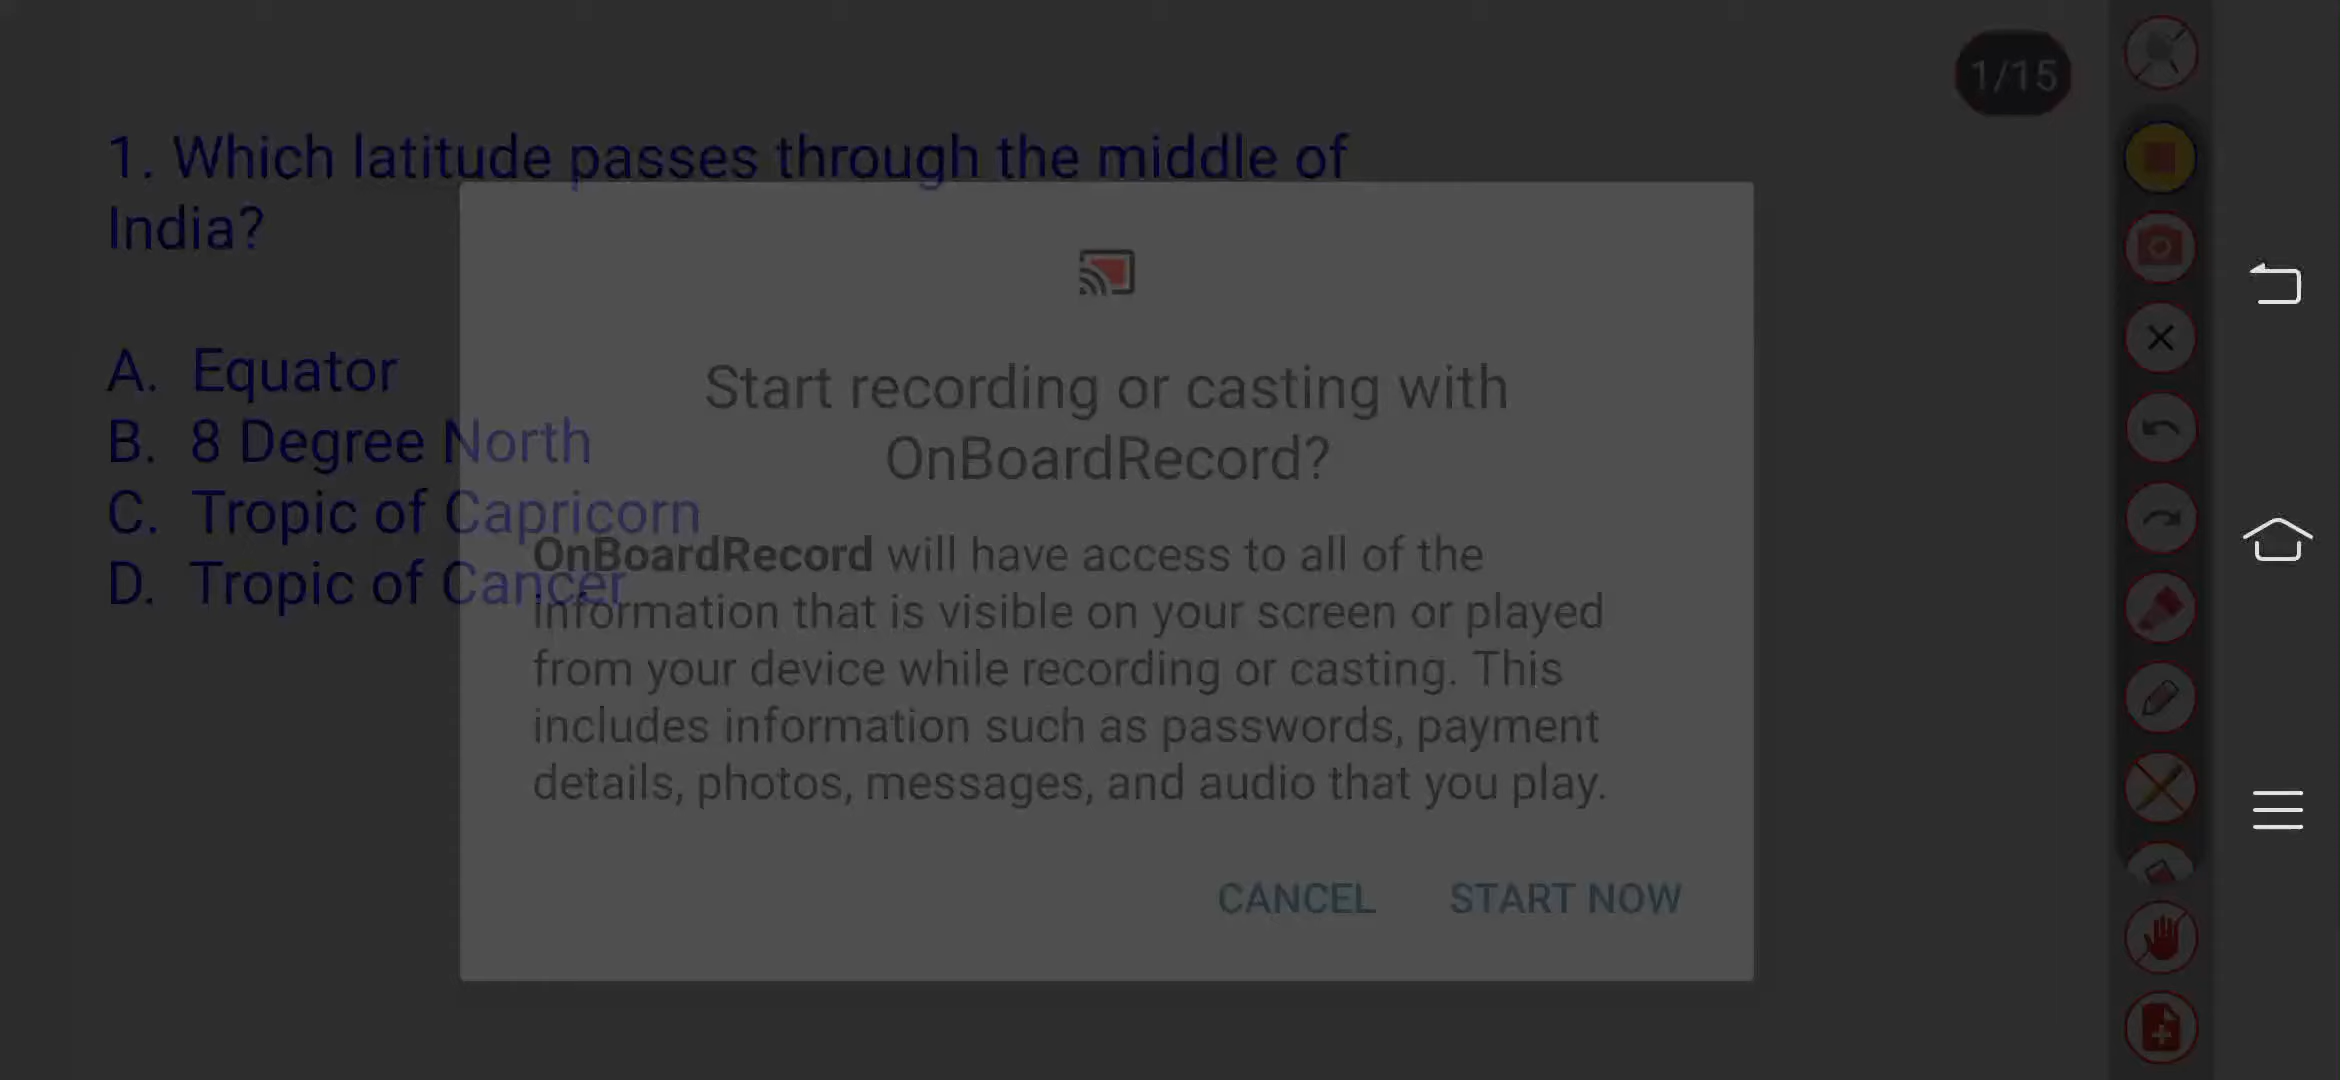 1/15
1. Which latitude passes through the middle of
India?
A. Equator
B. 8 Degree North
C. Tropic of Capricorn
D. Tropic of Cancer
Start recording or casting with
OnBoardRecord?
OnBoardRecord will have access to all of the
information that is visible on your screen or played
from your device while recording or casting. This
includes information such as passwords, payment
details, photos, messages, and audio that you play.
CANCEL START NOW